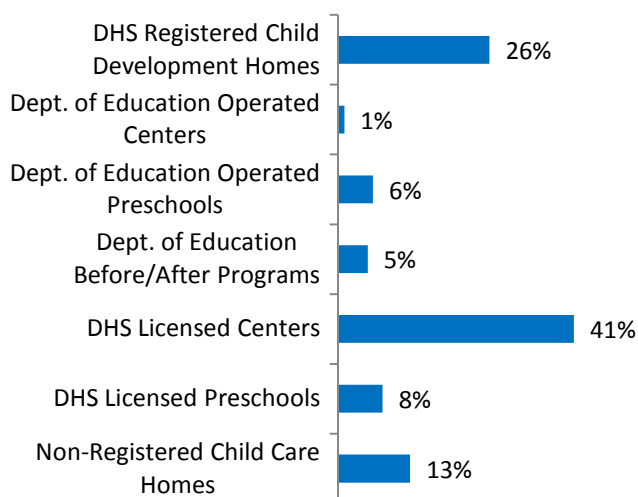 DHS Registered Child
Development Homes
26%
Dept. of Education Operated
Centers
1%
Dept. of Education Operated
Preschools
6%
Dept. of Education
Before/After Programs
5%
DHS Licensed Centers
41%
DHS Licensed Preschools
8%
Non-Registered Child Care
Homes
13%